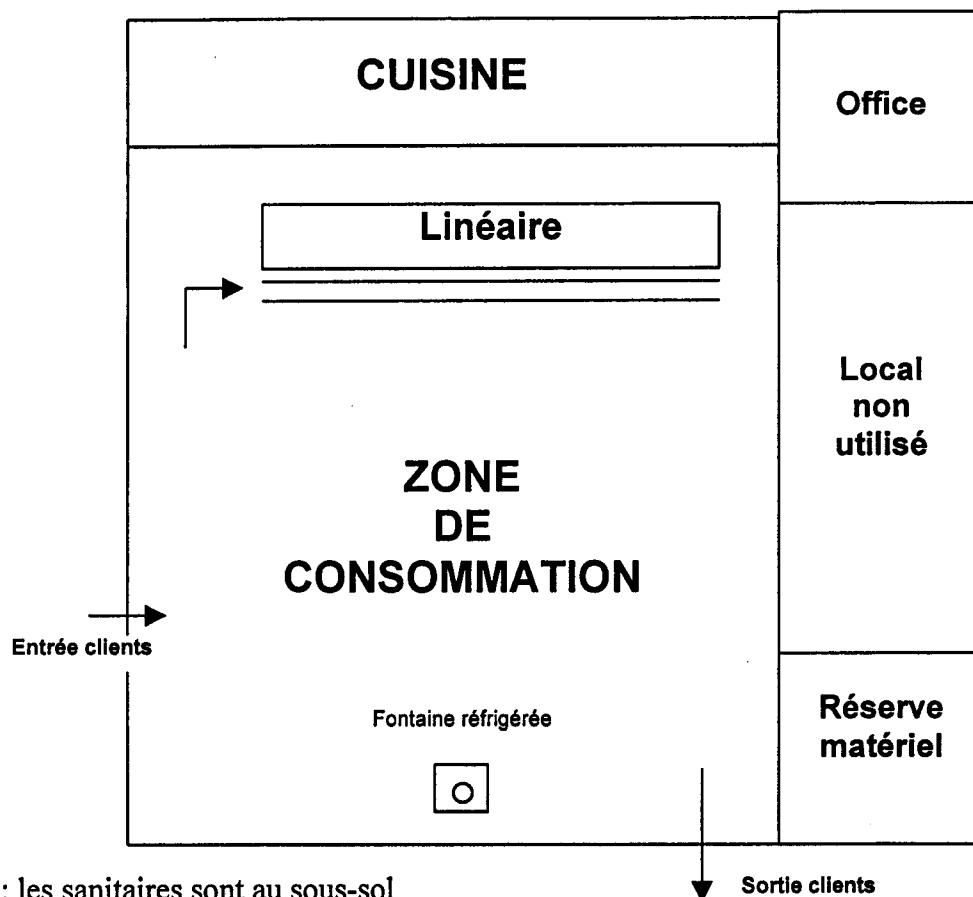 CUISINE
Office
Linéaire
Local
non
utilisé
ZONE
DE
CONSOMMATION
Entrée clients
Fontaine réfrigérée
Réserve
matériel
: les sanitaires sont au sous-sol
Sortie clients